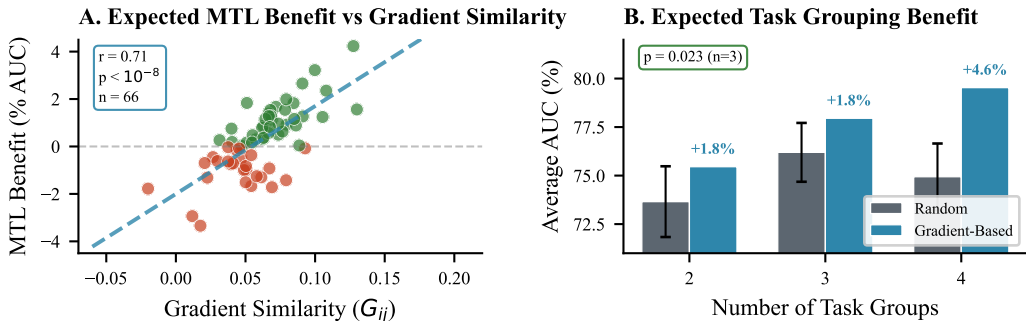 A. Expected MTL Benefit vs Gradient Similarity
MTL Benefit (% AUC)
4
2
0
−2
−4
r = 0.71
p < 10⁻⁸
n = 66
−0.05
0.00
0.05
0.10
0.15
0.20
Gradient Similarity (Gij)
B. Expected Task Grouping Benefit
Average AUC (%)
80.0
77.5
75.0
72.5
p = 0.023 (n=3)
+1.8%
+1.8%
+4.6%
Random
Gradient-Based
2
3
4
Number of Task Groups